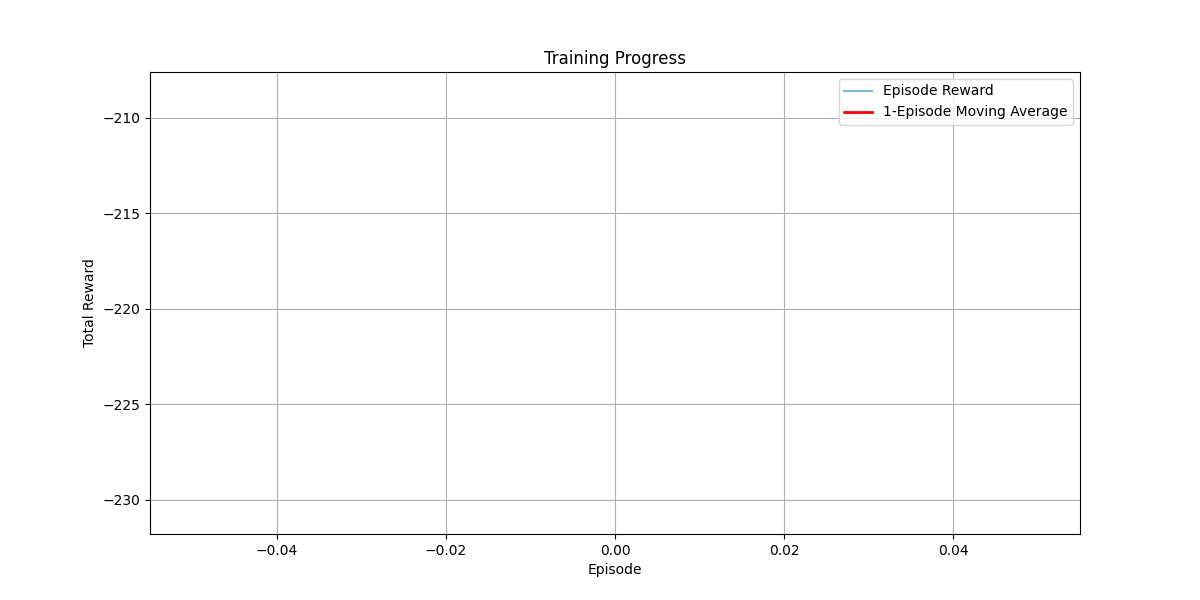 Training Progress
Episode Reward
1-Episode Moving Average
−210
−215
−220
−225
−230
Total Reward
−0.04
−0.02
0.00
0.02
0.04
Episode